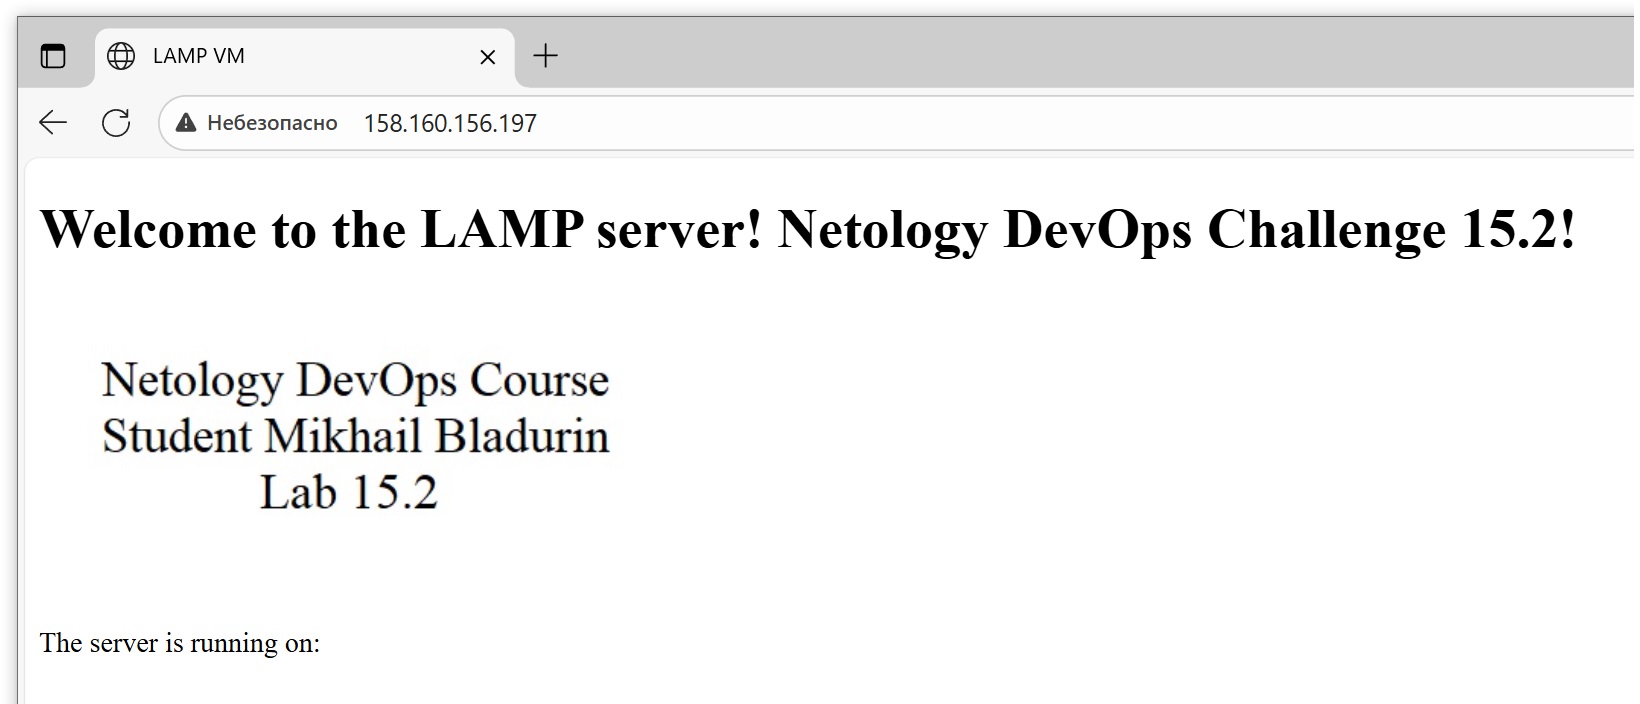 LAMP VM
Небезопасно 158.160.156.197
Welcome to the LAMP server! Netology DevOps Challenge 15.2!
Netology DevOps Course
Student Mikhail Bladurin
Lab 15.2
The server is running on: